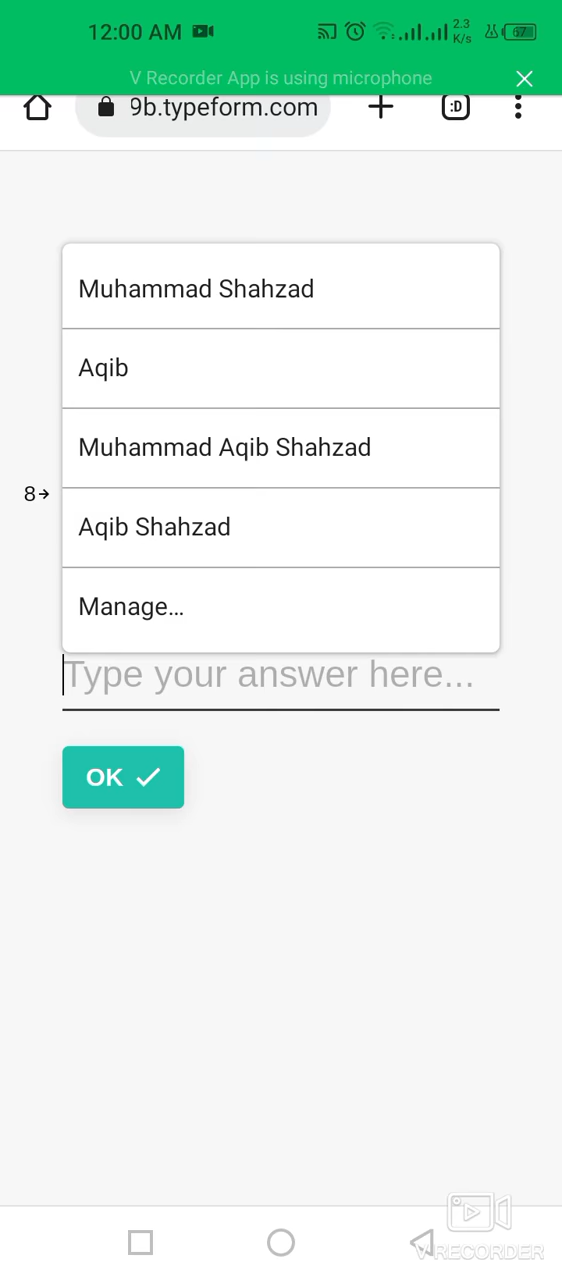 12:00 AM 2.3 K/s 67
V Recorder App is using microphone
9b.typeform.com :D
Muhammad Shahzad
Aqib
Muhammad Aqib Shahzad
8
Aqib Shahzad
Manage...
Type your answer here...
OK
V RECORDER